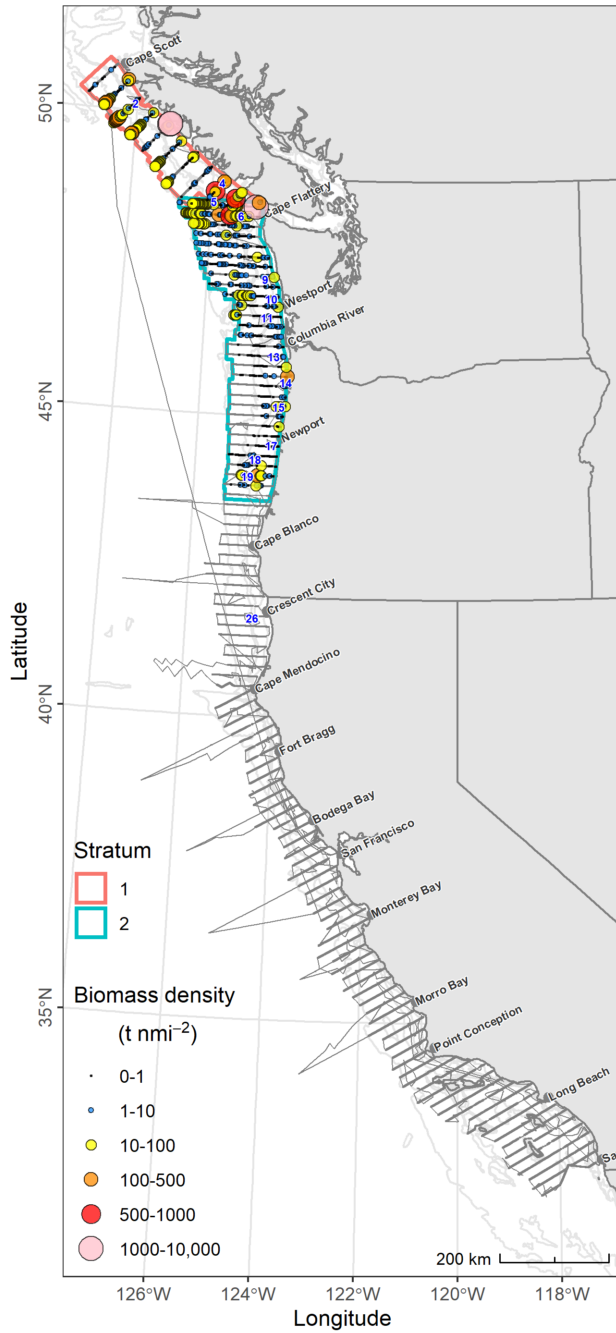 Cape Scott
50°N
2
4
5
Cape Flattery
6
9
Westport
10
11
Columbia River
13
14
45°N
15
Newport
17
18
19
Cape Blanco
Crescent City
26
Latitude
Cape Mendocino
40°N
Fort Bragg
Bodega Bay
San Francisco
Stratum
1
2
Monterey Bay
35°N
Morro Bay
Biomass density
(t nmi⁻²)
Point Conception
0-1
Long Beach
1-10
10-100
Sa
100-500
500-1000
1000-10,000
200 km
126°W
124°W
122°W
120°W
118°W
Longitude